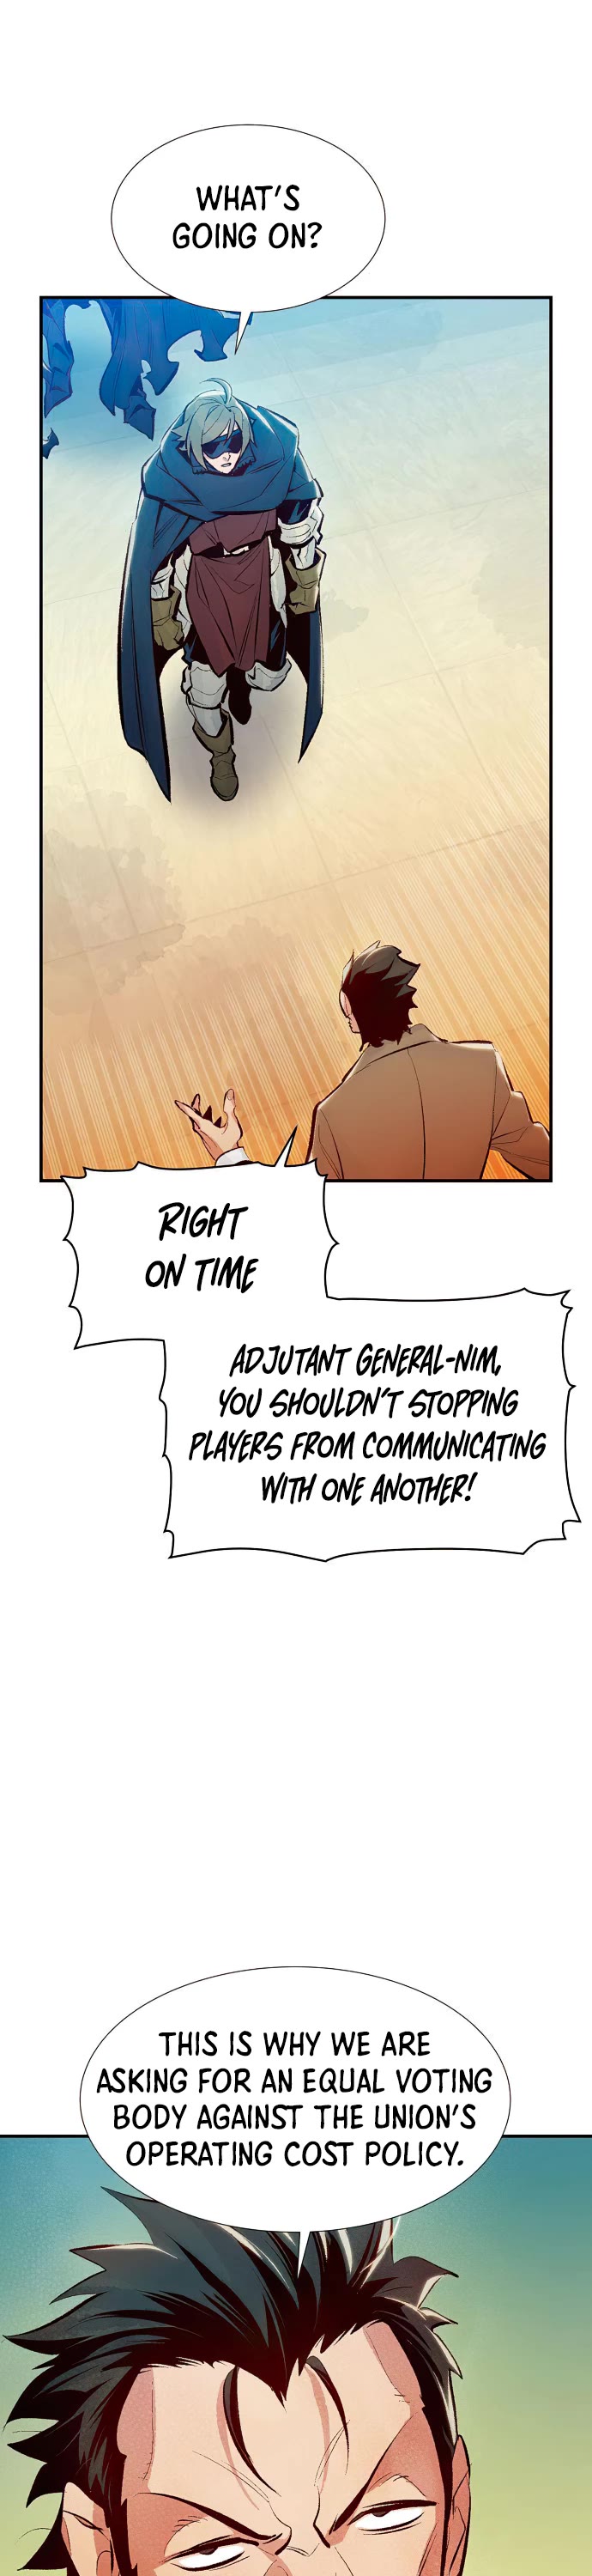 WHAT'S
GOING ON?
RIGHT
ON TIME
ADJUTANT GENERAL-NIM,
YOU SHOULDN'T STOPPING
PLAYERS FROM COMMUNICATING
WITH ONE ANOTHER!
THIS IS WHY WE ARE
ASKING FOR AN EQUAL VOTING
BODY AGAINST THE UNION'S
OPERATING COST POLICY.